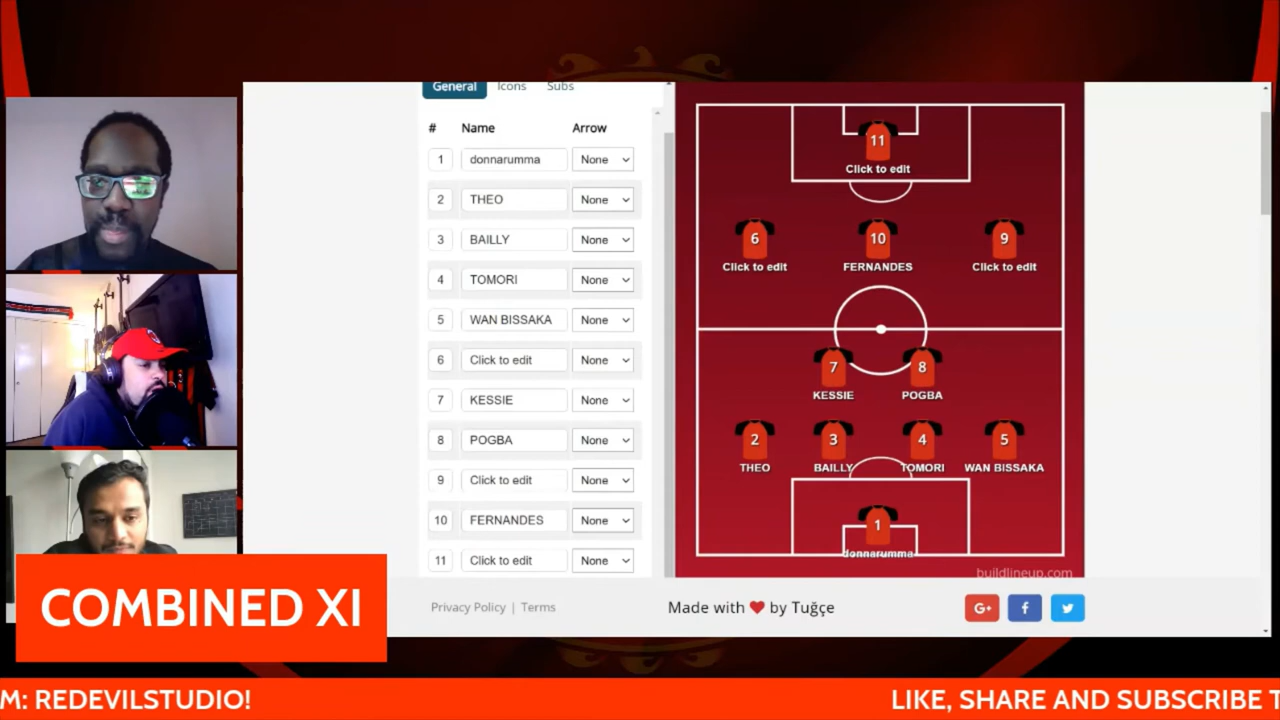 General Icons Subs
# Name Arrow
1 donnarumma None
2 THEO None
3 BAILLY None
4 TOMORI None
5 WAN BISSAKA None
6 Click to edit None
7 KESSIE None
8 POGBA None
9 Click to edit None
10 FERNANDES None
11 Click to edit None
11
Click to edit
6 10 9
Click to edit FERNANDES Click to edit
7 8
KESSIE POGBA
2 3 4 5
THEO BAILLY TOMORI WAN BISSAKA
1
donnarumma
buildlineup.com
Privacy Policy | Terms
Made with ❤ by Tuğçe
G+ f
COMBINED XI
M: REDEVILSTUDIO!
LIKE, SHARE AND SUBSCRIBE T